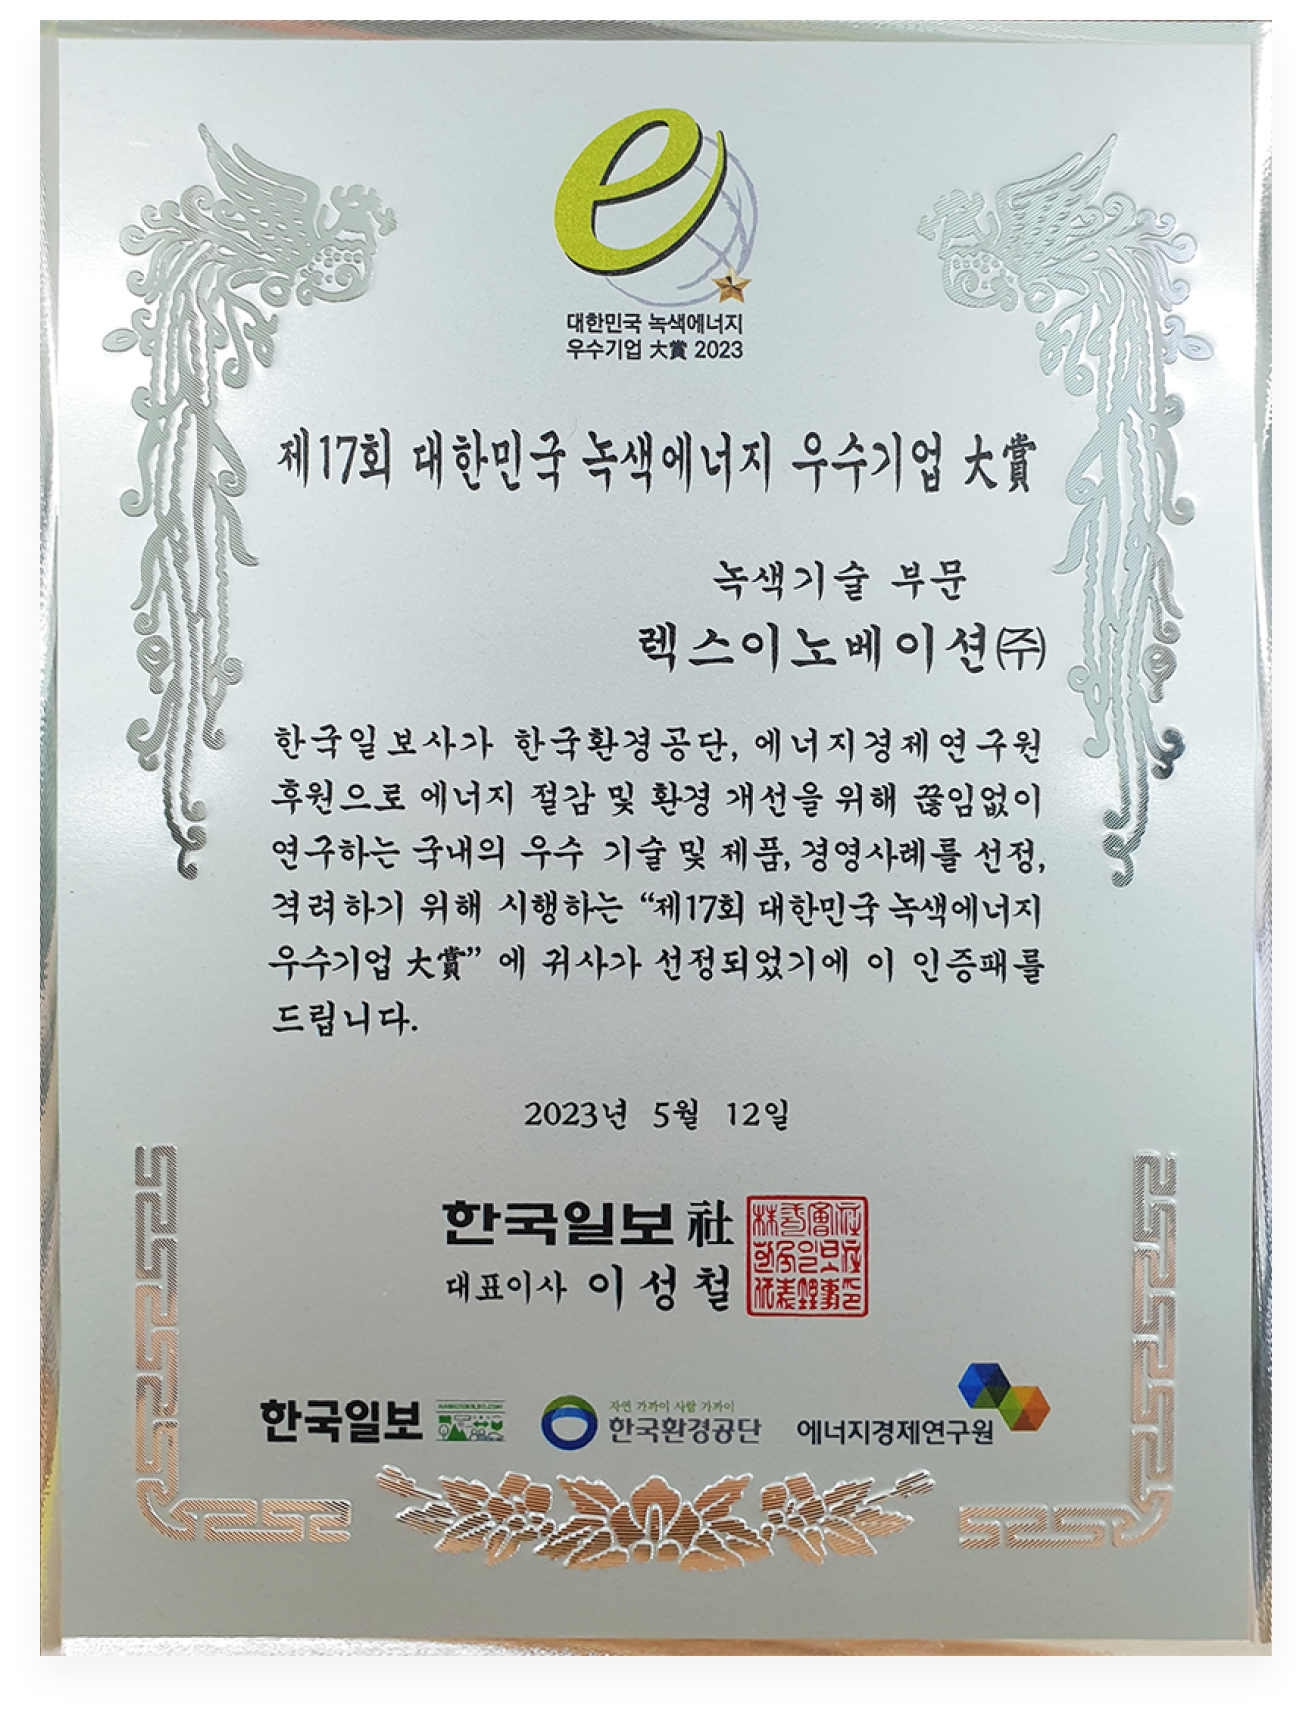 e
대한민국 녹색에너지
우수기업 大賞 2023
제17회 대한민국 녹색에너지 우수기업 大賞
녹색기술 부문
렉스이노베이션㈜
한국일보사가 한국환경공단, 에너지경제연구원
후원으로 에너지 절감 및 환경 개선을 위해 끊임없이
연구하는 국내의 우수 기술 및 제품, 경영사례를 선정,
격려하기 위해 시행하는 “제17회 대한민국 녹색에너지
우수기업 大賞” 에 귀사가 선정되었기에 이 인증패를
드립니다.
2023년 5월 12일
한국일보社
대표이사 이성철
한국일보
자연 가까이 사람 가까이
한국환경공단
에너지경제연구원